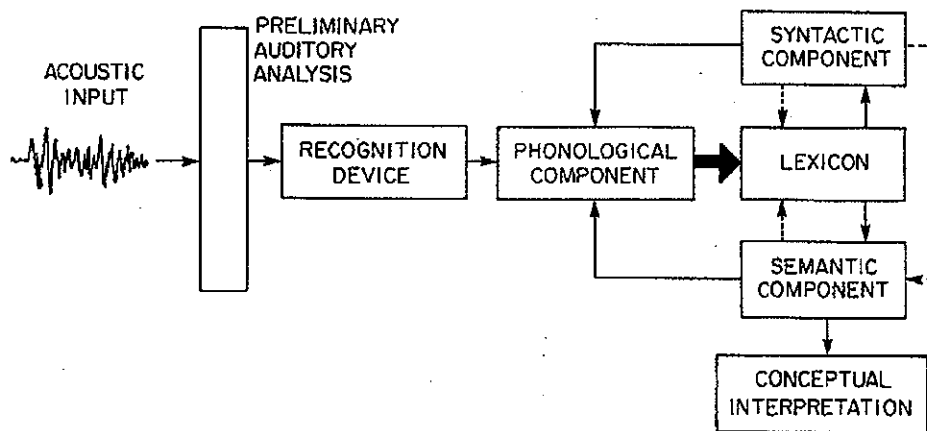 PRELIMINARY
AUDITORY
ANALYSIS
ACOUSTIC
INPUT
RECOGNITION
DEVICE
PHONOLOGICAL
COMPONENT
SYNTACTIC
COMPONENT
LEXICON
SEMANTIC
COMPONENT
CONCEPTUAL
INTERPRETATION